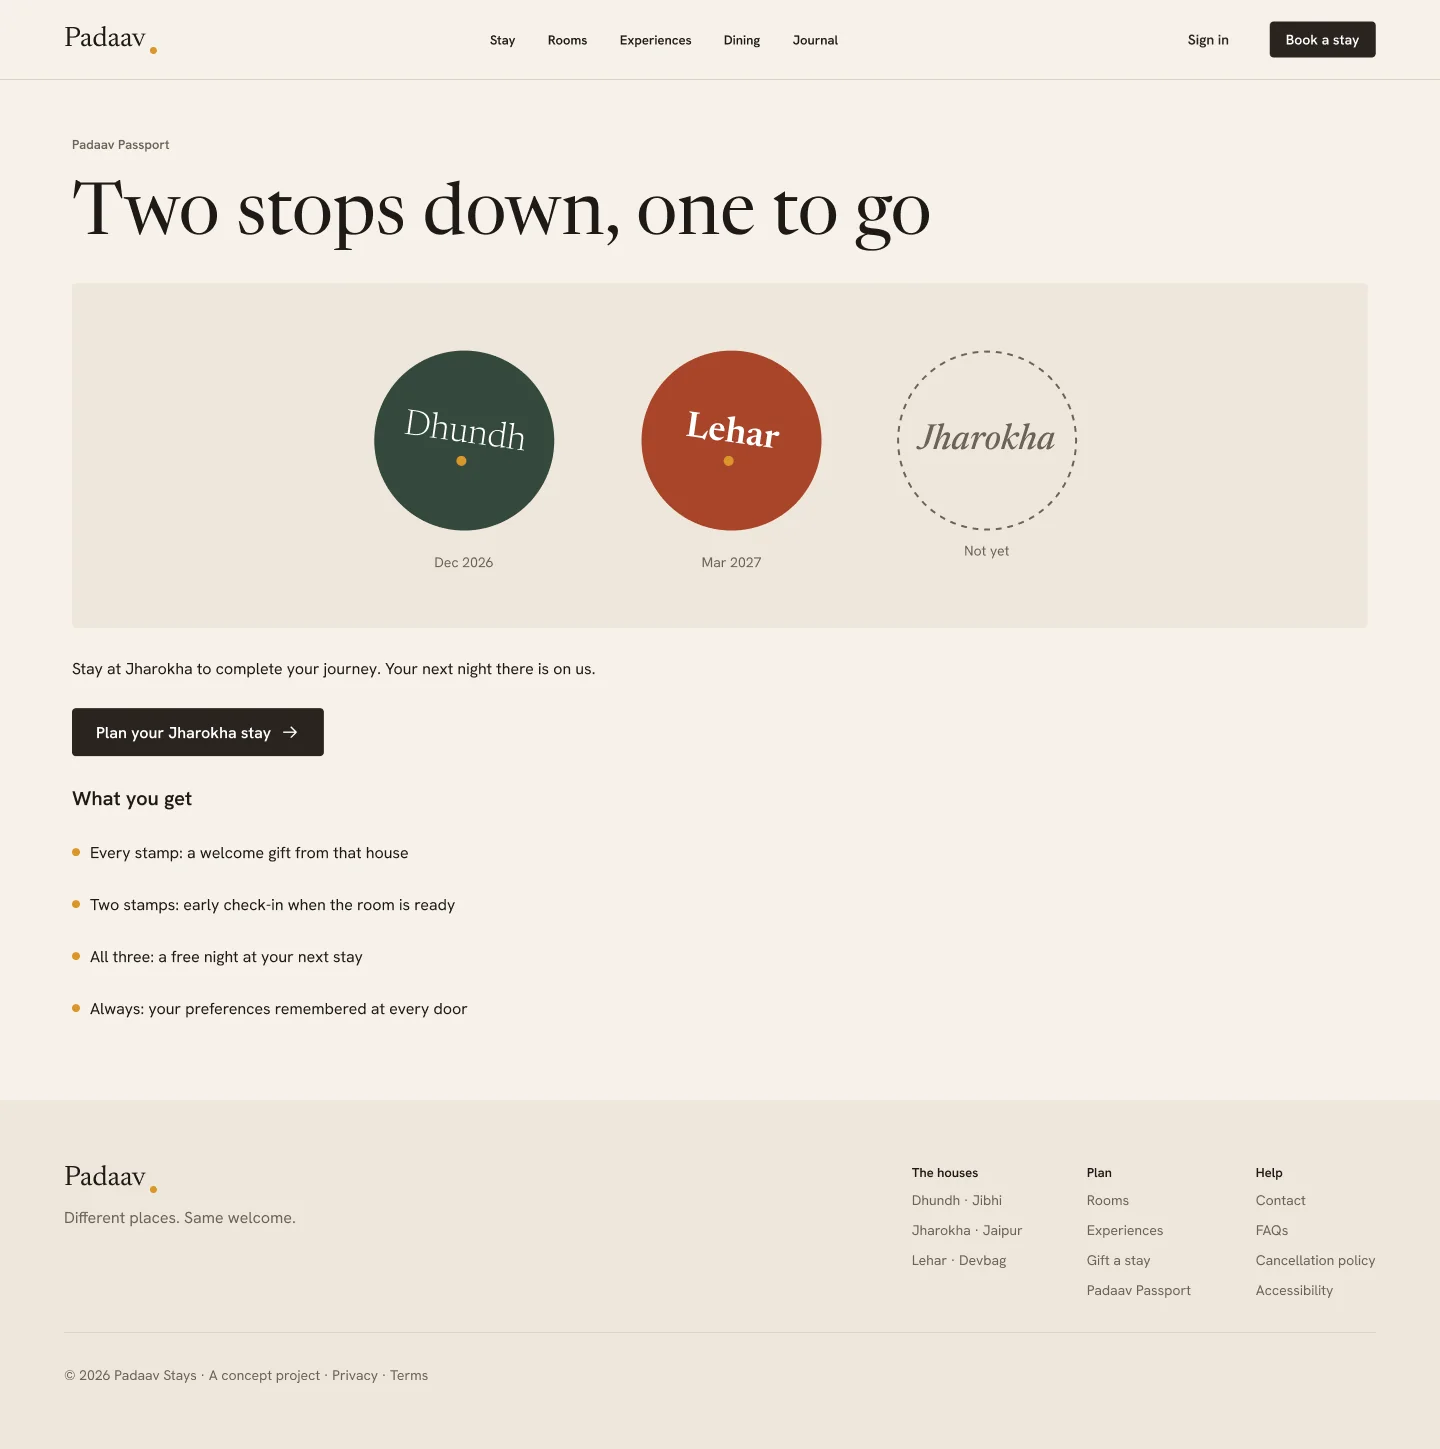 Padaav
Stay Rooms Experiences Dining Journal
Sign in Book a stay
Padaav Passport
Two stops down, one to go
Dhundh
Lehar
Jharokha
Dec 2026
Mar 2027
Not yet
Stay at Jharokha to complete your journey. Your next night there is on us.
Plan your Jharokha stay →
What you get
Every stamp: a welcome gift from that house
Two stamps: early check-in when the room is ready
All three: a free night at your next stay
Always: your preferences remembered at every door
Padaav
Different places. Same welcome.
The houses
Dhundh · Jibhi
Jharokha · Jaipur
Lehar · Devbag
Plan
Rooms
Experiences
Gift a stay
Padaav Passport
Help
Contact
FAQs
Cancellation policy
Accessibility
© 2026 Padaav Stays · A concept project · Privacy · Terms